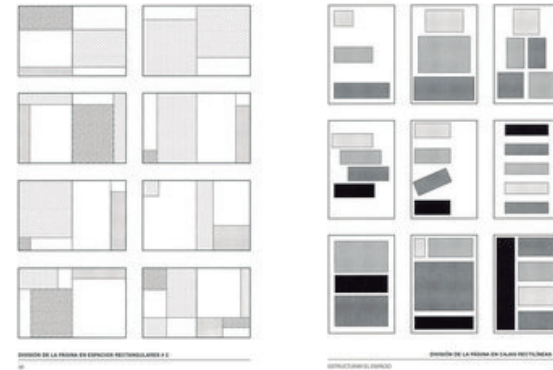 DIVISIÓN DE LA PÁGINA EN ESPACIOS RECTANGULARES # 2
DIVISIÓN DE LA PÁGINA EN CAJAS RECTILÍNEAS
ESTRUCTURAR EL ESPACIO